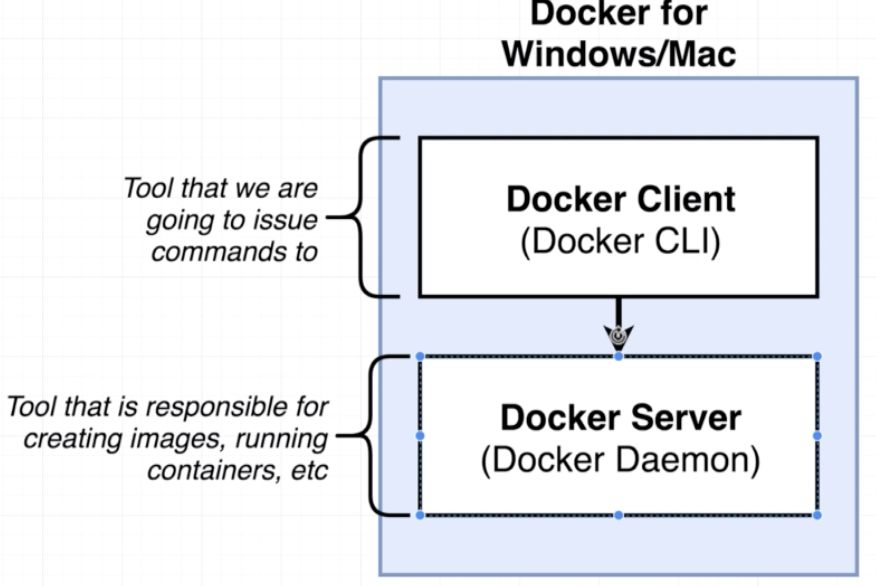 Docker for
Windows/Mac
Tool that we are
going to issue
commands to
Docker Client
(Docker CLI)
Tool that is responsible for
creating images, running
containers, etc
Docker Server
(Docker Daemon)